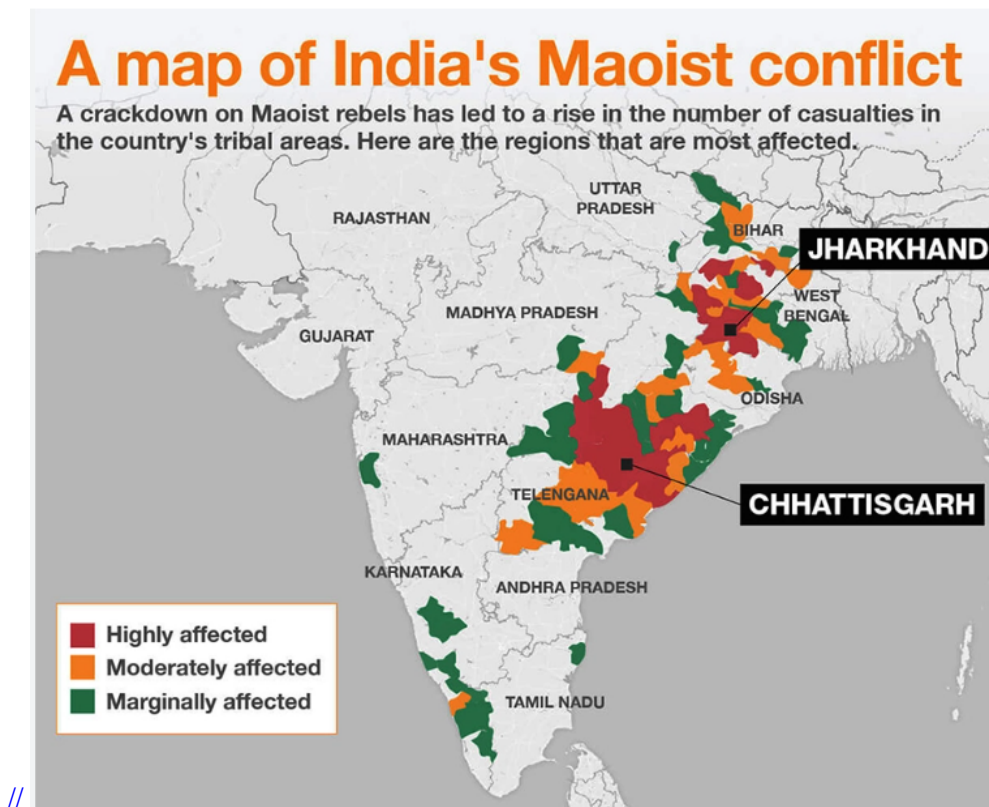 A map of India's Maoist conflict
A crackdown on Maoist rebels has led to a rise in the number of casualties in
the country's tribal areas. Here are the regions that are most affected.
UTTAR
PRADESH
RAJASTHAN
BIHAR
JHARKHAND
WEST
BENGAL
MADHYA PRADESH
GUJARAT
ODISHA
MAHARASHTRA
TELENGANA
CHHATTISGARH
KARNATAKA
ANDHRA PRADESH
Highly affected
Moderately affected
Marginally affected
TAMIL NADU
//